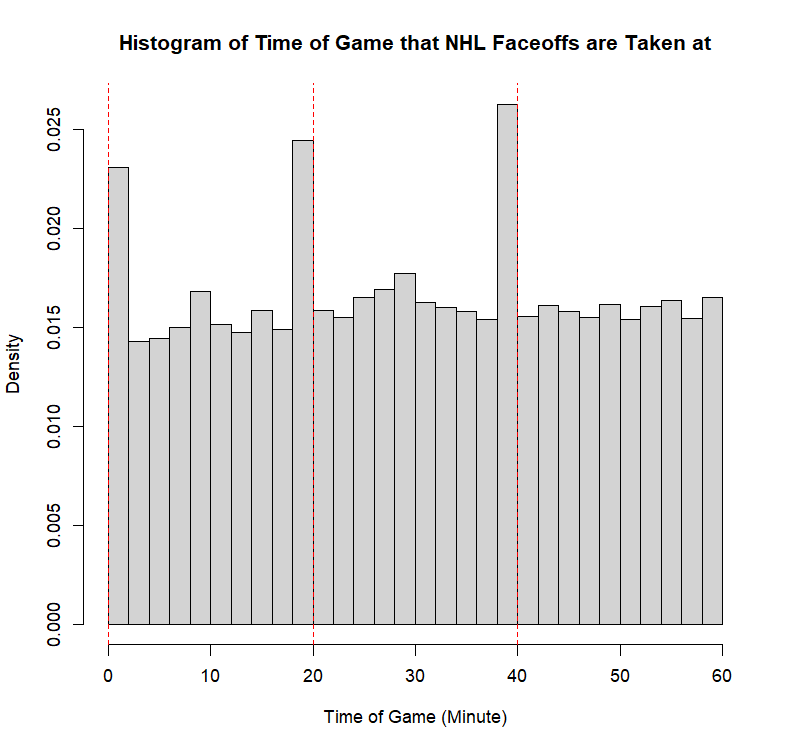 Histogram of Time of Game that NHL Faceoffs are Taken at
Density
0.025
0.020
0.015
0.010
0.005
0.000
0 10 20 30 40 50 60
Time of Game (Minute)